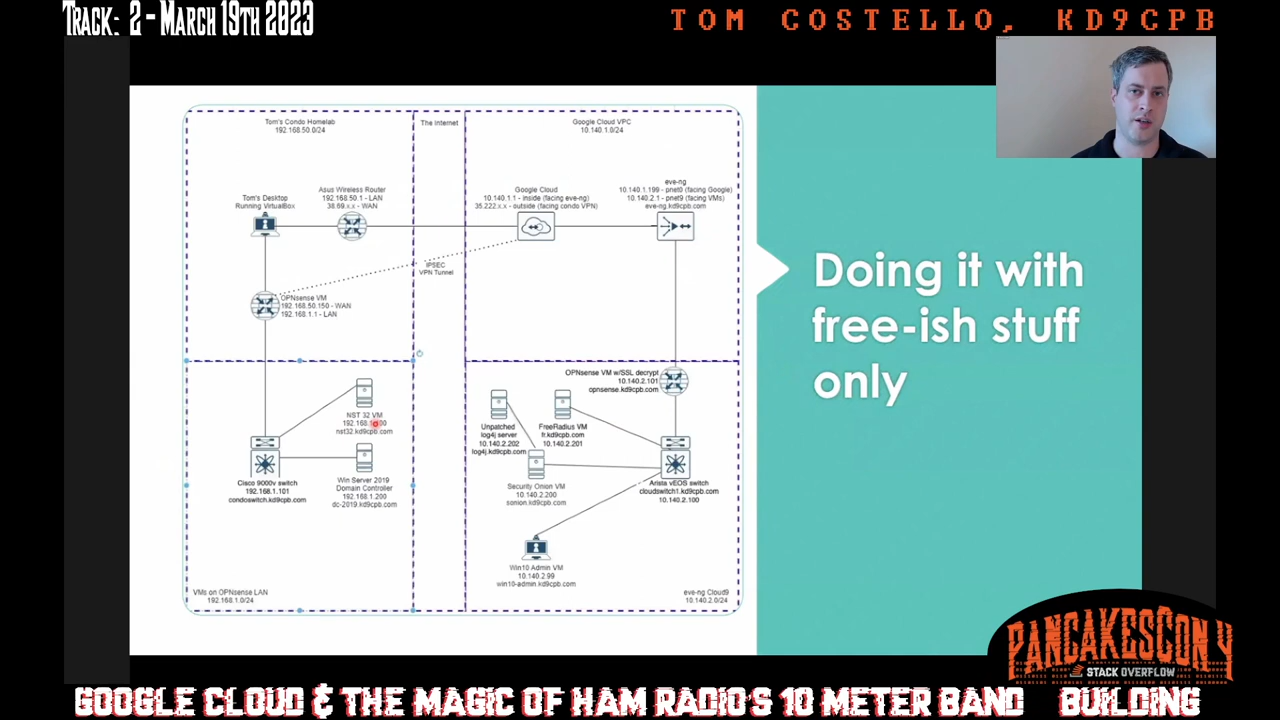 TRACK: 2 - MARCH 19TH 2023
TOM COSTELLO, KD9CPB
Tom's Condo Homelab
192.168.50.0/24
The Internet
Google Cloud VPC
10.140.1.0/24
Tom's Desktop
Running VirtualBox
Asus Wireless Router
192.168.50.1 - LAN
38.69.x.x - WAN
Google Cloud
10.140.1.1 - inside (facing eve-ng)
35.222.x.x - outside (facing condo VPN)
eve-ng
10.140.1.199 - pnet0 (facing Google)
10.140.2.1 - pnet9 (facing VMs)
eve-ng.kd9cpb.com
IPSEC
VPN Tunnel
OPNsense VM
192.168.50.150 - WAN
192.168.1.1 - LAN
Doing it with
free-ish stuff
only
NST 32 VM
nst32.kd9cpb.com
Cisco 9000v switch
192.168.1.101
condoswitch.kd9cpb.com
Win Server 2019
Domain Controller
192.168.1.200
dc-2019.kd9cpb.com
VMs on OPNsense LAN
192.168.1.0/24
OPNsense VM w/SSL decrypt
10.140.2.101
opnsense.kd9cpb.com
Unpatched
log4j server
10.140.2.202
log4j.kd9cpb.com
FreeRadius VM
fr.kd9cpb.com
10.140.2.201
Security Onion VM
10.140.2.200
sonion.kd9cpb.com
Arista vEOS switch
cloudswitch1.kd9cpb.com
10.140.2.100
Win10 Admin VM
10.140.2.99
win10-admin.kd9cpb.com
eve-ng Cloud9
10.140.2.0/24
PANCAKESCON 4
STACK OVERFLOW
GOOGLE CLOUD & THE MAGIC OF HAM RADIO'S 10 METER BAND BUILDING